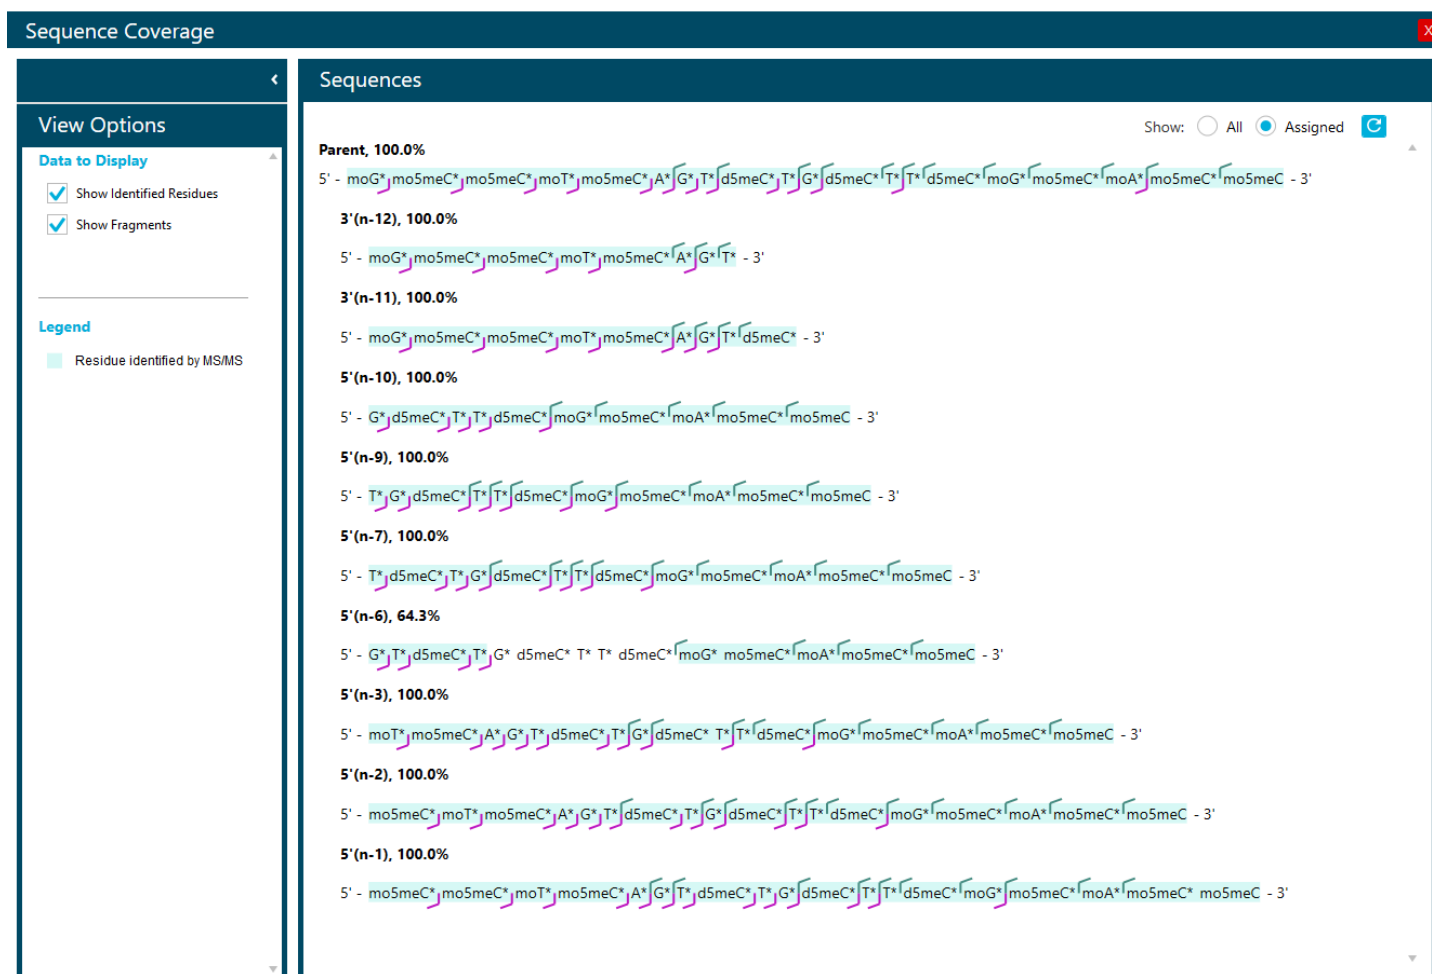 Sequence Coverage
X
Sequences
View Options
Data to Display
Show Identified Residues
Show Fragments
Legend
Residue identified by MS/MS
Show: All Assigned
Parent, 100.0%
5' - moG* mo5meC* mo5meC* moT* mo5meC* A* G* T* d5meC* T* G* d5meC* T* T* d5meC* moG* mo5meC* moA* mo5meC* mo5meC - 3'
3'(n-12), 100.0%
5' - moG* mo5meC* mo5meC* moT* mo5meC* A* G* T* - 3'
3'(n-11), 100.0%
5' - moG* mo5meC* mo5meC* moT* mo5meC* A* G* T* d5meC* - 3'
5'(n-10), 100.0%
5' - G* d5meC* T* T* d5meC* moG* mo5meC* moA* mo5meC* mo5meC - 3'
5'(n-9), 100.0%
5' - T* G* d5meC* T* T* d5meC* moG* mo5meC* moA* mo5meC* mo5meC - 3'
5'(n-7), 100.0%
5' - T* d5meC* T* G* d5meC* T* T* d5meC* moG* mo5meC* moA* mo5meC* mo5meC - 3'
5'(n-6), 64.3%
5' - G* T* d5meC* T* G* d5meC* T* T* d5meC* moG* mo5meC* moA* mo5meC* mo5meC - 3'
5'(n-3), 100.0%
5' - moT* mo5meC* A* G* T* d5meC* T* G* d5meC* T* T* d5meC* moG* mo5meC* moA* mo5meC* mo5meC - 3'
5'(n-2), 100.0%
5' - mo5meC* moT* mo5meC* A* G* T* d5meC* T* G* d5meC* T* T* d5meC* moG* mo5meC* moA* mo5meC* mo5meC - 3'
5'(n-1), 100.0%
5' - mo5meC* mo5meC* moT* mo5meC* A* G* T* d5meC* T* G* d5meC* T* T* d5meC* moG* mo5meC* moA* mo5meC* mo5meC - 3'